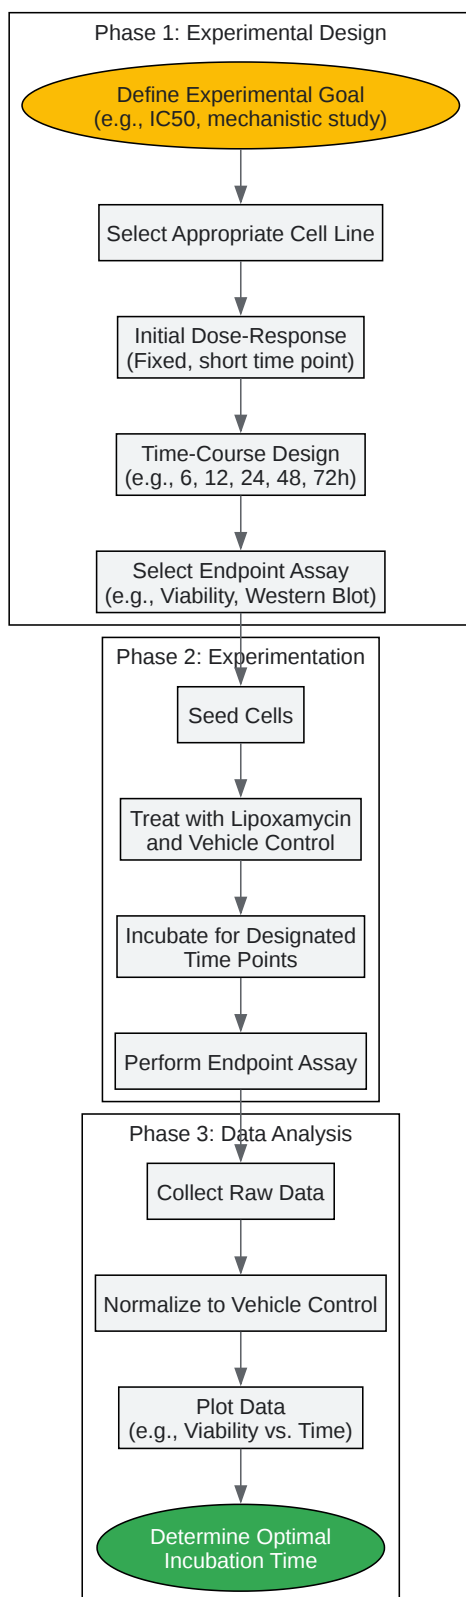 Phase 1: Experimental Design
Define Experimental Goal
(e.g., IC50, mechanistic study)
Select Appropriate Cell Line
Initial Dose-Response
(Fixed, short time point)
Time-Course Design
(e.g., 6, 12, 24, 48, 72h)
Select Endpoint Assay
(e.g., Viability, Western Blot)
Phase 2: Experimentation
Seed Cells
Treat with Lipoxamycin
and Vehicle Control
Incubate for Designated
Time Points
Perform Endpoint Assay
Phase 3: Data Analysis
Collect Raw Data
Normalize to Vehicle Control
Plot Data
(e.g., Viability vs. Time)
Determine Optimal
Incubation Time